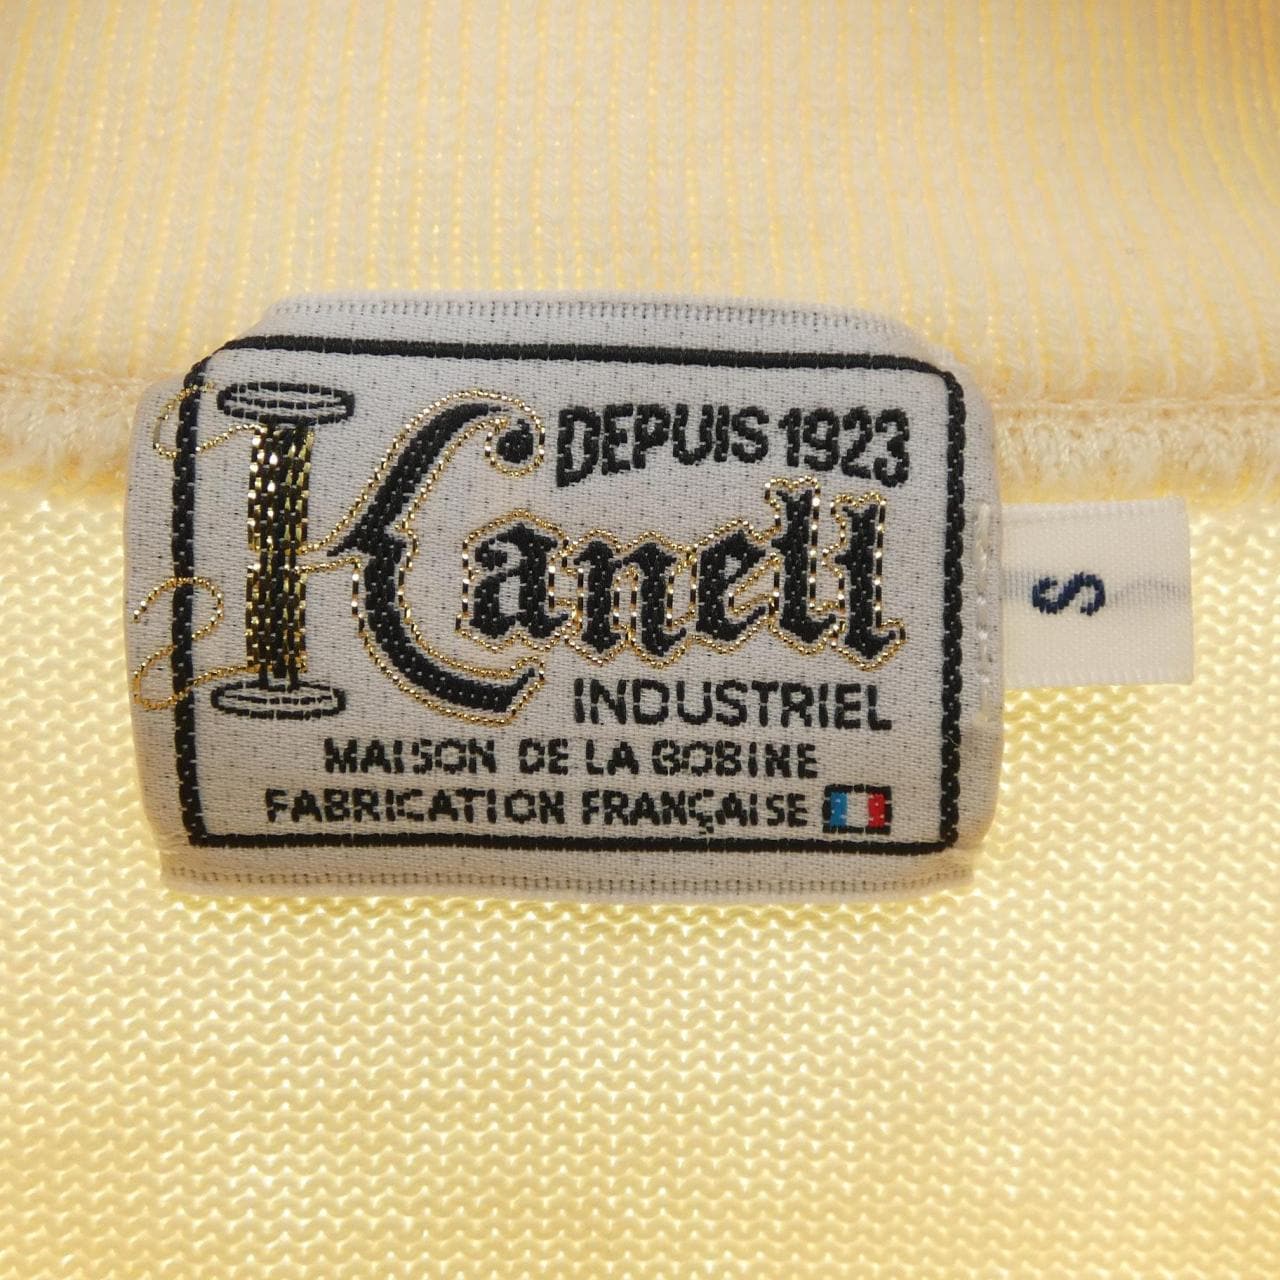 DEPUIS 1923
Kanell
INDUSTRIEL
MAISON DE LA BOBINE
FABRICATION FRANÇAISE
S